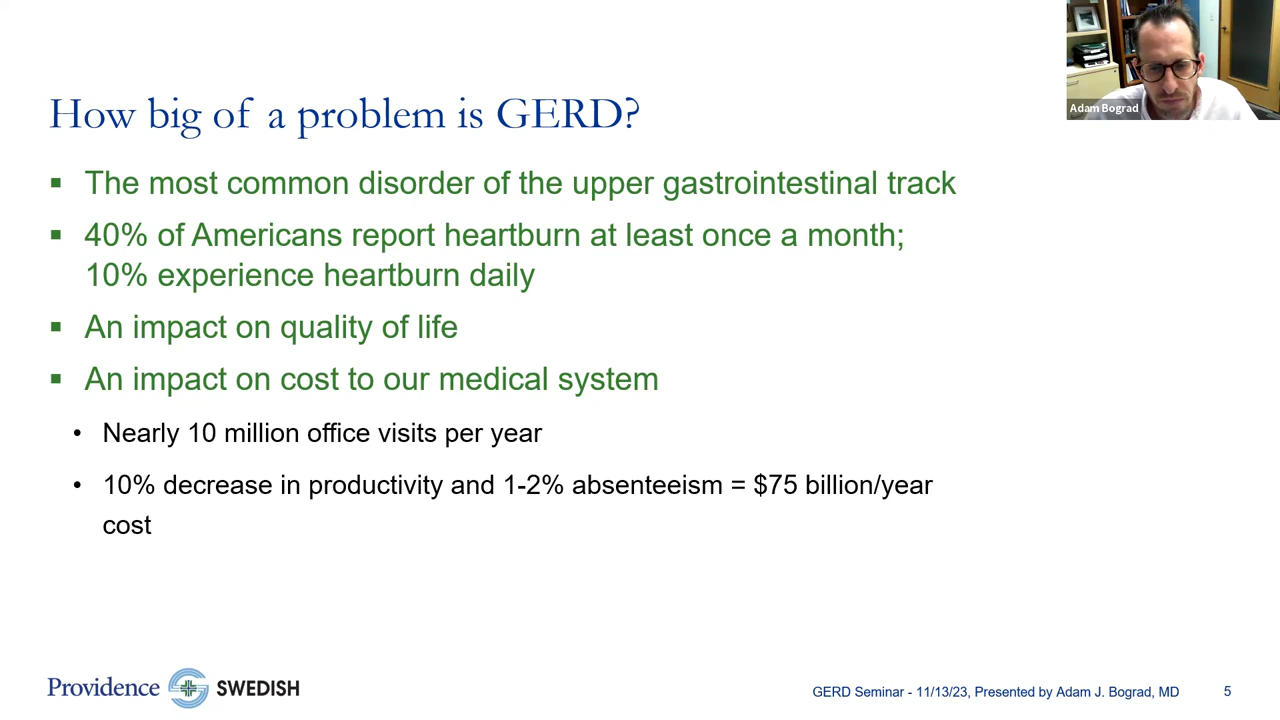 Adam Bograd
How big of a problem is GERD?
▪ The most common disorder of the upper gastrointestinal track
▪ 40% of Americans report heartburn at least once a month;
10% experience heartburn daily
▪ An impact on quality of life
▪ An impact on cost to our medical system
• Nearly 10 million office visits per year
• 10% decrease in productivity and 1-2% absenteeism = $75 billion/year
cost
Providence SWEDISH
GERD Seminar - 11/13/23, Presented by Adam J. Bograd, MD 5